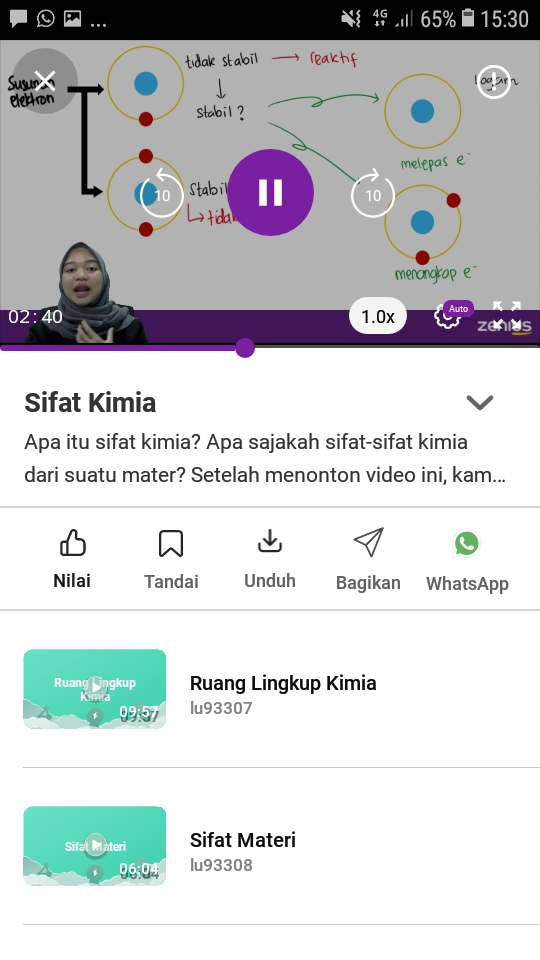 ... 4G 65% 15:30
Susunan
elektron
tidak stabil → reaktif
stabil?
logam
melepas e⁻
Stabil
10
10
menangkap e⁻
02:40
1.0x
Auto
zenius
Sifat Kimia
Apa itu sifat kimia? Apa sajakah sifat-sifat kimia
dari suatu mater? Setelah menonton video ini, kam...
Nilai
Tandai
Unduh
Bagikan
WhatsApp
Ruang Lingkup
Kimia
09:57
Ruang Lingkup Kimia
lu93307
Sifat Materi
06:04
Sifat Materi
lu93308